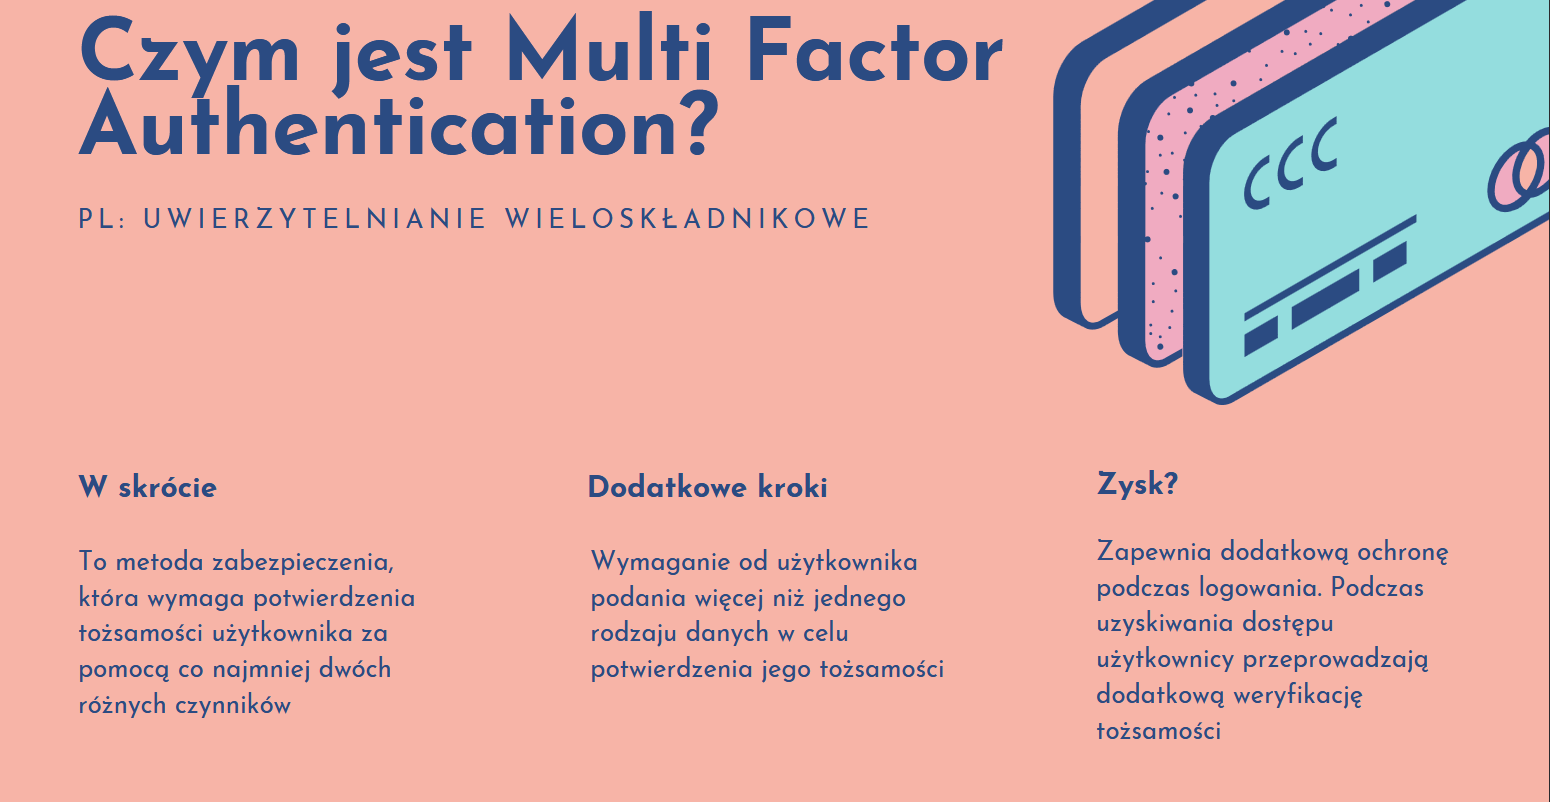 Czym jest Multi Factor
Authentication?
PL: UWIERZYTELNIANIE WIELOSKŁADNIKOWE
W skrócie
To metoda zabezpieczenia,
która wymaga potwierdzenia
tożsamości użytkownika za
pomocą co najmniej dwóch
różnych czynników
Dodatkowe kroki
Wymaganie od użytkownika
podania więcej niż jednego
rodzaju danych w celu
potwierdzenia jego tożsamości
Zysk?
Zapewnia dodatkową ochronę
podczas logowania. Podczas
uzyskiwania dostępu
użytkownicy przeprowadzają
dodatkową weryfikację
tożsamości